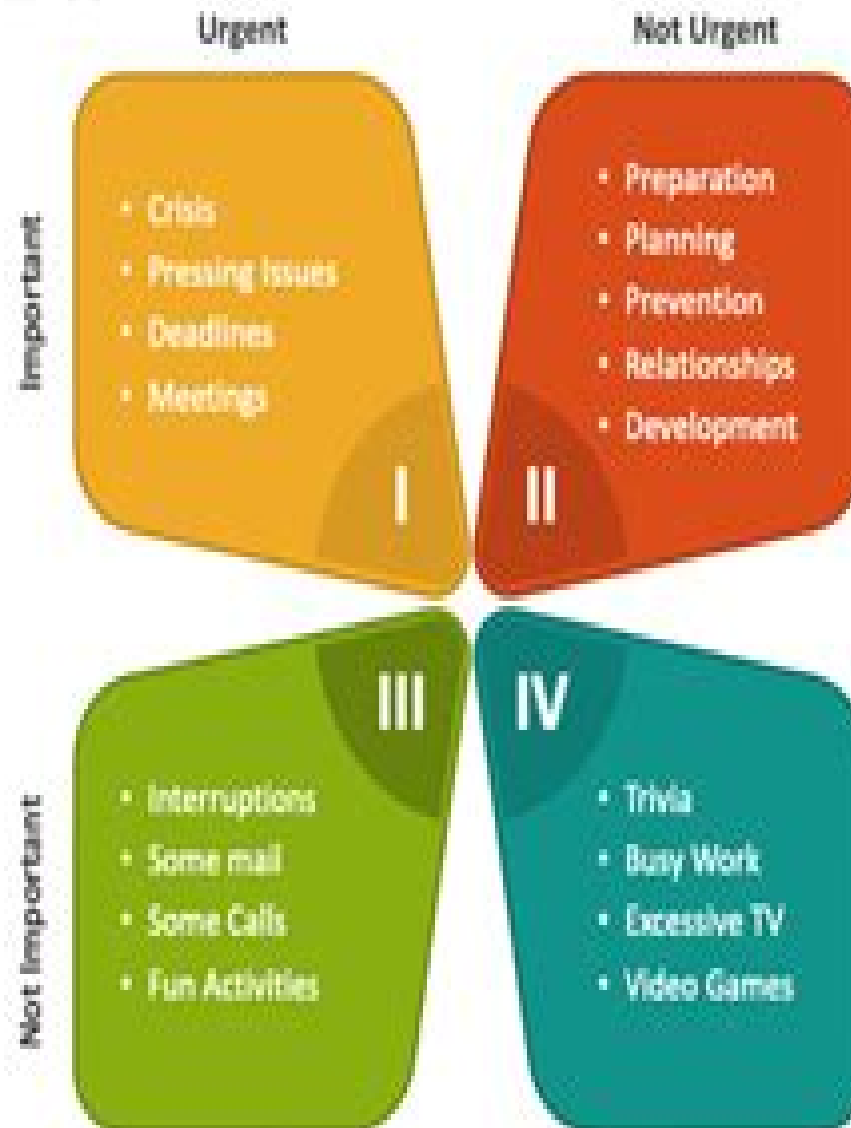 Urgent
Not Urgent
Important
• Crisis
• Pressing Issues
• Deadlines
• Meetings
I
• Preparation
• Planning
• Prevention
• Relationships
• Development
II
Not Important
III
• Interruptions
• Some mail
• Some Calls
• Fun Activities
IV
• Trivia
• Busy Work
• Excessive TV
• Video Games